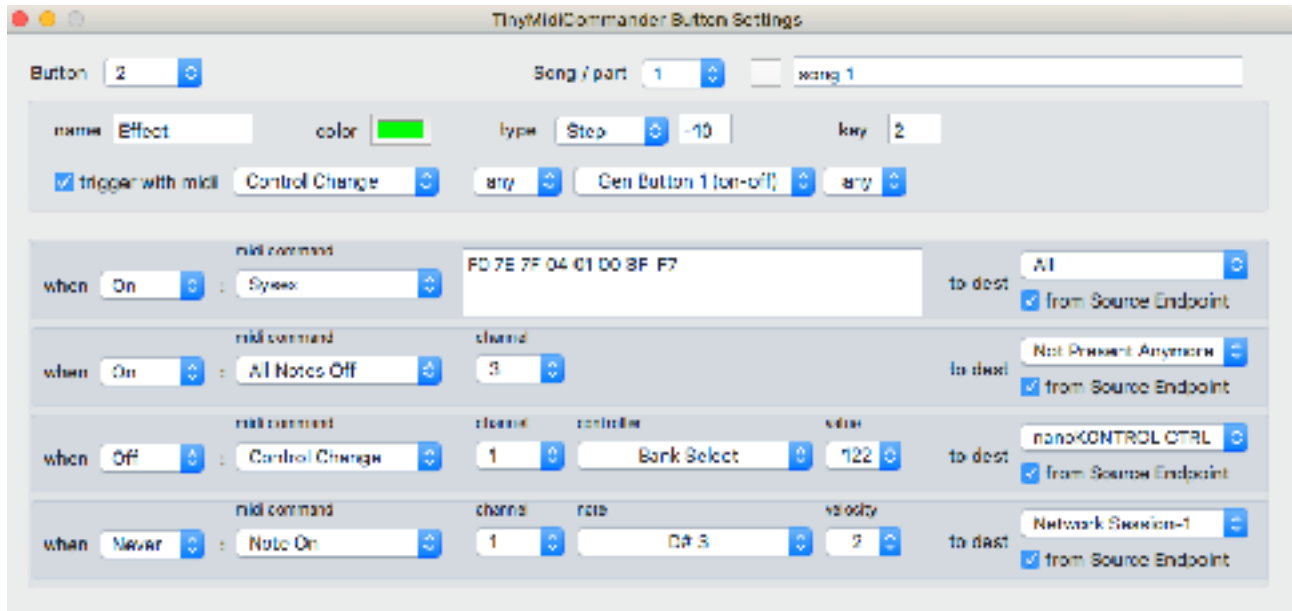 TinyMidiCommander Button Settings
Button 2 Song / part 1 song 1
name Effect color type Step -10 key 2
trigger with midi Control Change any Gen Button 1 (on-off) any
midi command
when On : Sysex F0 7E 7F 04 01 00 8F F7 to dest All
from Source Endpoint
midi command channel
when On : All Notes Off 3 to dest Not Present Anymore
from Source Endpoint
midi command channel controller value
when Off : Control Change 1 Bank Select 122 to dest nanoKONTROL CTRL
from Source Endpoint
midi command channel note velocity
when Never : Note On 1 D# 3 2 to dest Network Session-1
from Source Endpoint